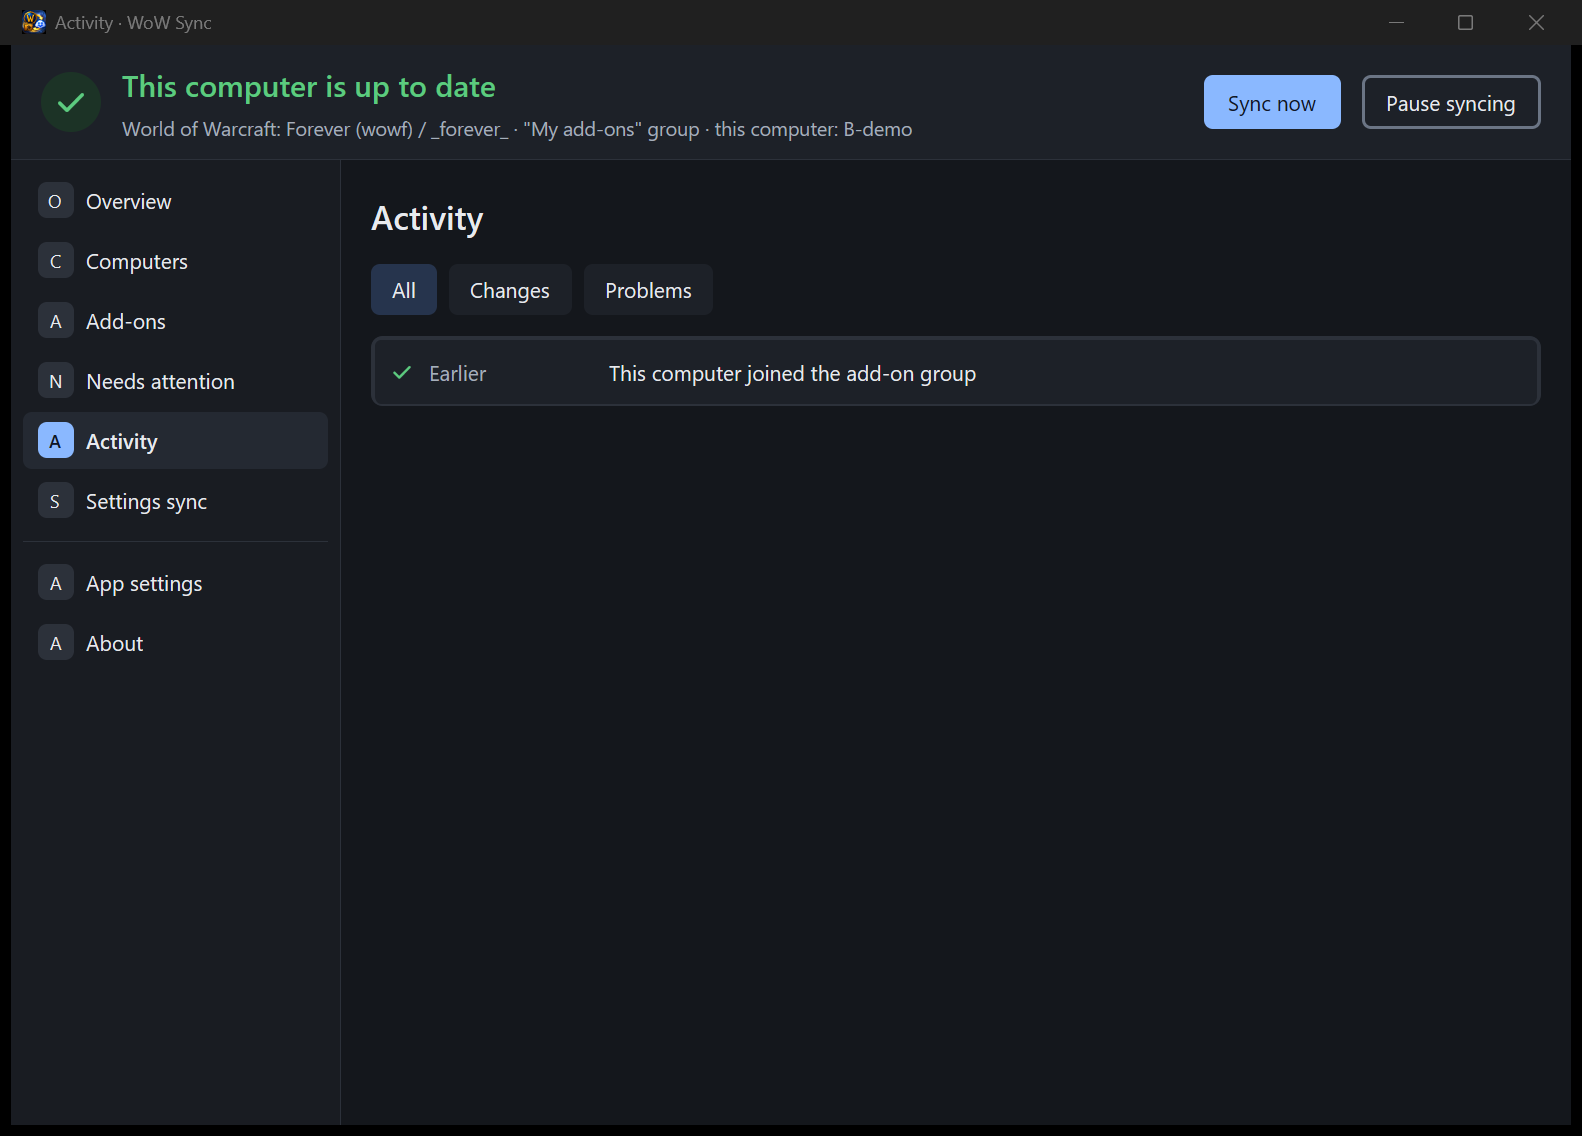 Activity · WoW Sync
This computer is up to date
World of Warcraft: Forever (wowf) / _forever_ · "My add-ons" group · this computer: B-demo
Sync now
Pause syncing
O Overview
C Computers
A Add-ons
N Needs attention
A Activity
S Settings sync
A App settings
A About
Activity
All
Changes
Problems
Earlier
This computer joined the add-on group